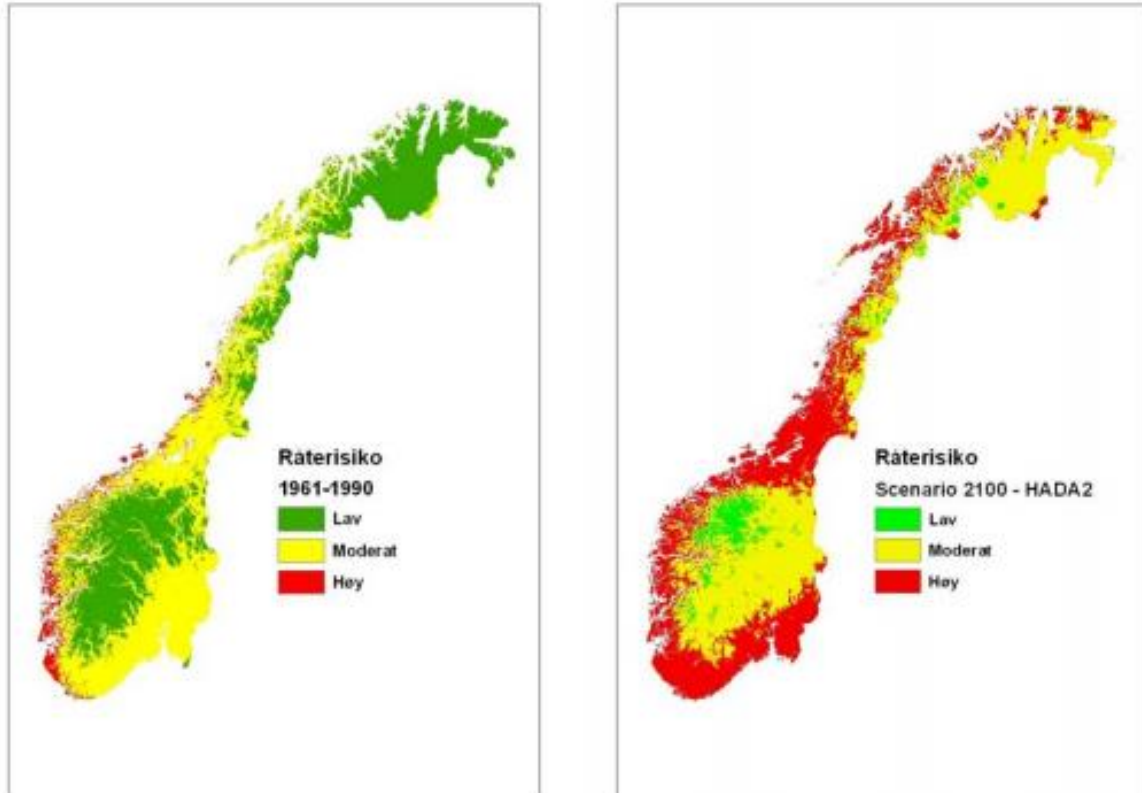 Råterisiko
1961-1990
Lav
Moderat
Høy
Råterisiko
Scenario 2100 - HADA2
Lav
Moderat
Høy